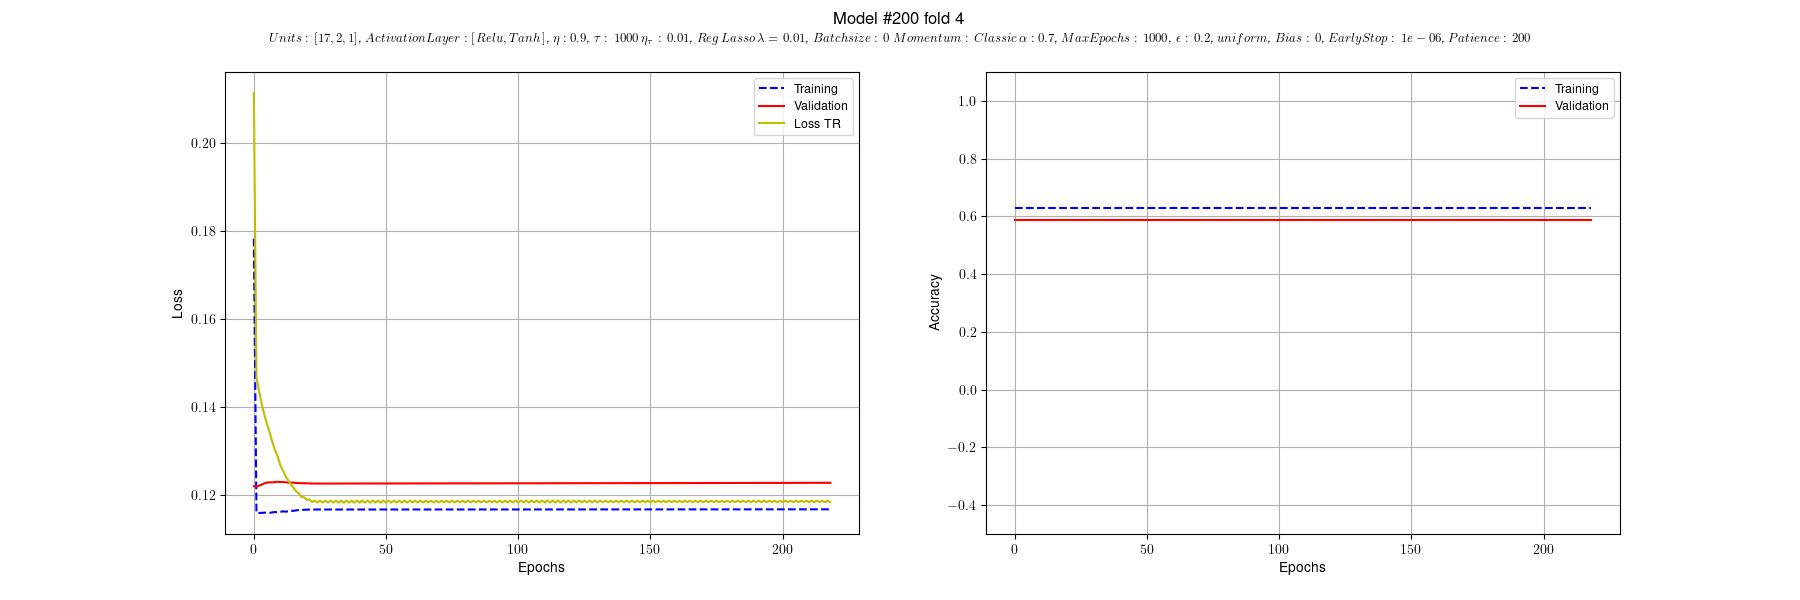 Model #200 fold 4
Units : [17, 2, 1], ActivationLayer : [Relu, Tanh], η : 0.9, τ : 1000 η_τ : 0.01, Reg Lasso λ = 0.01, Batchsize : 0 Momentum : Classic α : 0.7, MaxEpochs : 1000, ϵ : 0.2, uniform, Bias : 0, EarlyStop : 1e − 06, Patience : 200
Training
Validation
Loss TR
0.20
0.18
0.16
0.14
0.12
Loss
0 50 100 150 200
Epochs
Training
Validation
1.0
0.8
0.6
0.4
0.2
0.0
−0.2
−0.4
Accuracy
0 50 100 150 200
Epochs